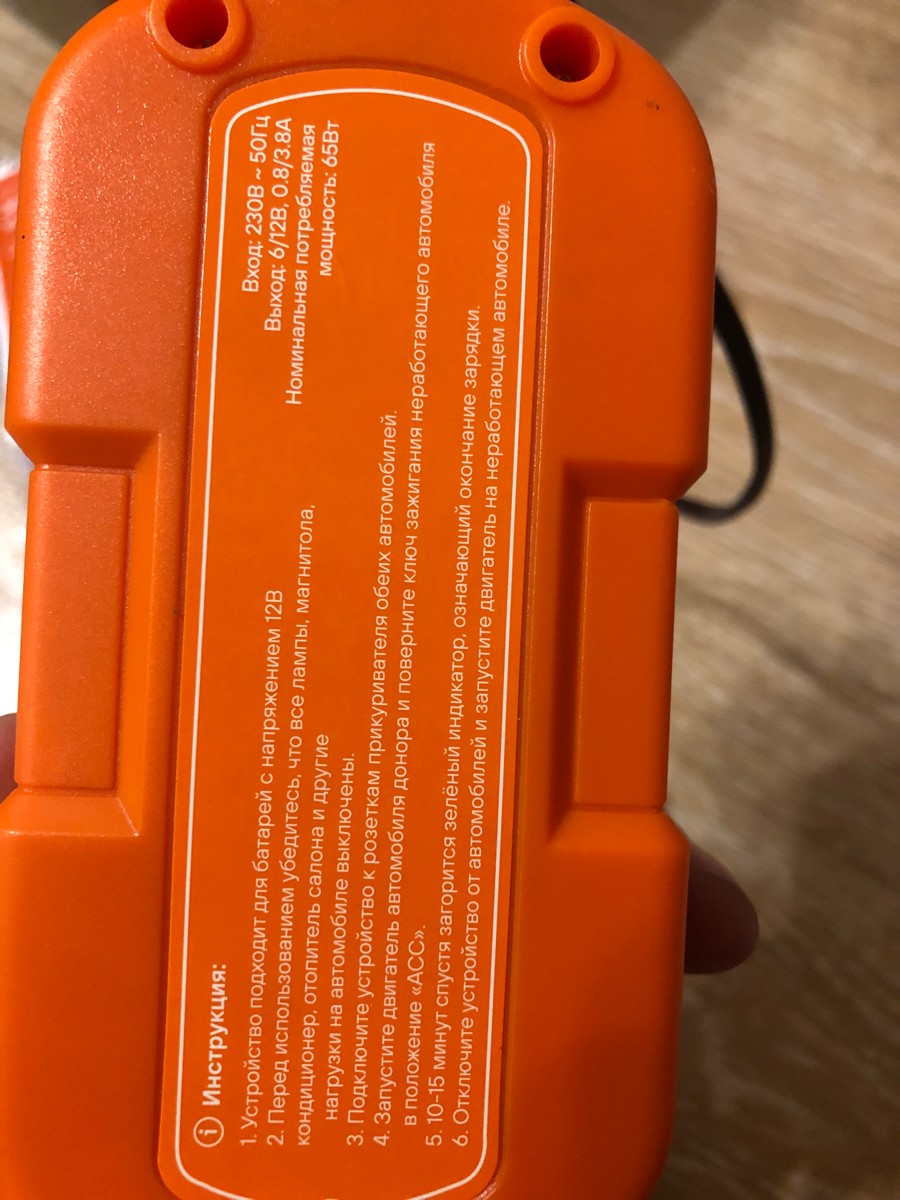 Инструкция:
1. Устройство подходит для батарей с напряжением 12В
2. Перед использованием убедитесь, что все лампы, магнитола,
кондиционер, отопитель салона и другие
нагрузки на автомобиле выключены.
3. Подключите устройство к розеткам прикуривателя обеих автомобилей.
4. Запустите двигатель автомобиля донора и поверните ключ зажигания неработающего автомобиля
в положение «АСС».
5. 10-15 минут спустя загорится зелёный индикатор, означающий окончание зарядки.
6. Отключите устройство от автомобилей и запустите двигатель на неработающем автомобиле.
Вход: 230В ~ 50Гц
Выход: 6/12В, 0.8/3.8А
Номинальная потребляемая
мощность: 65Вт